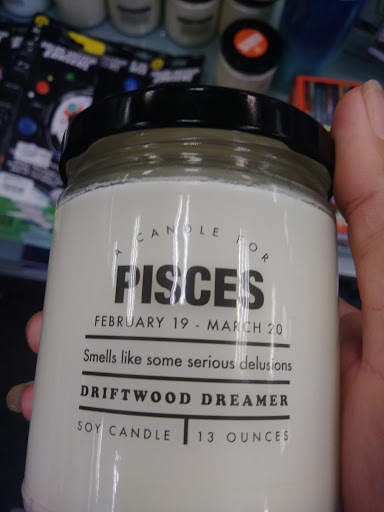 A CANDLE FOR
PISCES
FEBRUARY 19 - MARCH 20
Smells like some serious delusions
DRIFTWOOD DREAMER
SOY CANDLE | 13 OUNCES